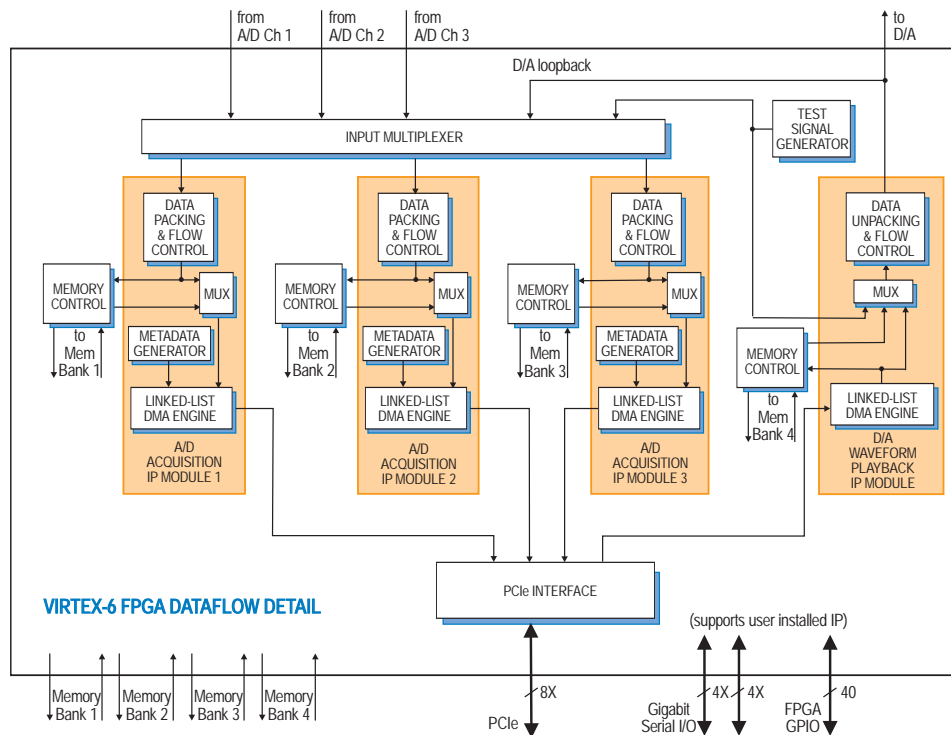 from
A/D Ch 1
from
A/D Ch 2
from
A/D Ch 3
to
D/A
D/A loopback
INPUT MULTIPLEXER
TEST
SIGNAL
GENERATOR
DATA
PACKING
& FLOW
CONTROL
MEMORY
CONTROL
MUX
to
Mem
Bank 1
METADATA
GENERATOR
LINKED-LIST
DMA ENGINE
A/D
ACQUISITION
IP MODULE 1
DATA
PACKING
& FLOW
CONTROL
MEMORY
CONTROL
MUX
to
Mem
Bank 2
METADATA
GENERATOR
LINKED-LIST
DMA ENGINE
A/D
ACQUISITION
IP MODULE 2
DATA
PACKING
& FLOW
CONTROL
MEMORY
CONTROL
MUX
to
Mem
Bank 3
METADATA
GENERATOR
LINKED-LIST
DMA ENGINE
A/D
ACQUISITION
IP MODULE 3
DATA
UNPACKING
& FLOW
CONTROL
MUX
MEMORY
CONTROL
to
Mem
Bank 4
LINKED-LIST
DMA ENGINE
D/A
WAVEFORM
PLAYBACK
IP MODULE
PCIe INTERFACE
VIRTEX-6 FPGA DATAFLOW DETAIL
(supports user installed IP)
Memory
Bank 1
Memory
Bank 2
Memory
Bank 3
Memory
Bank 4
8X
PCIe
4X
4X
Gigabit
Serial I/O
40
FPGA
GPIO